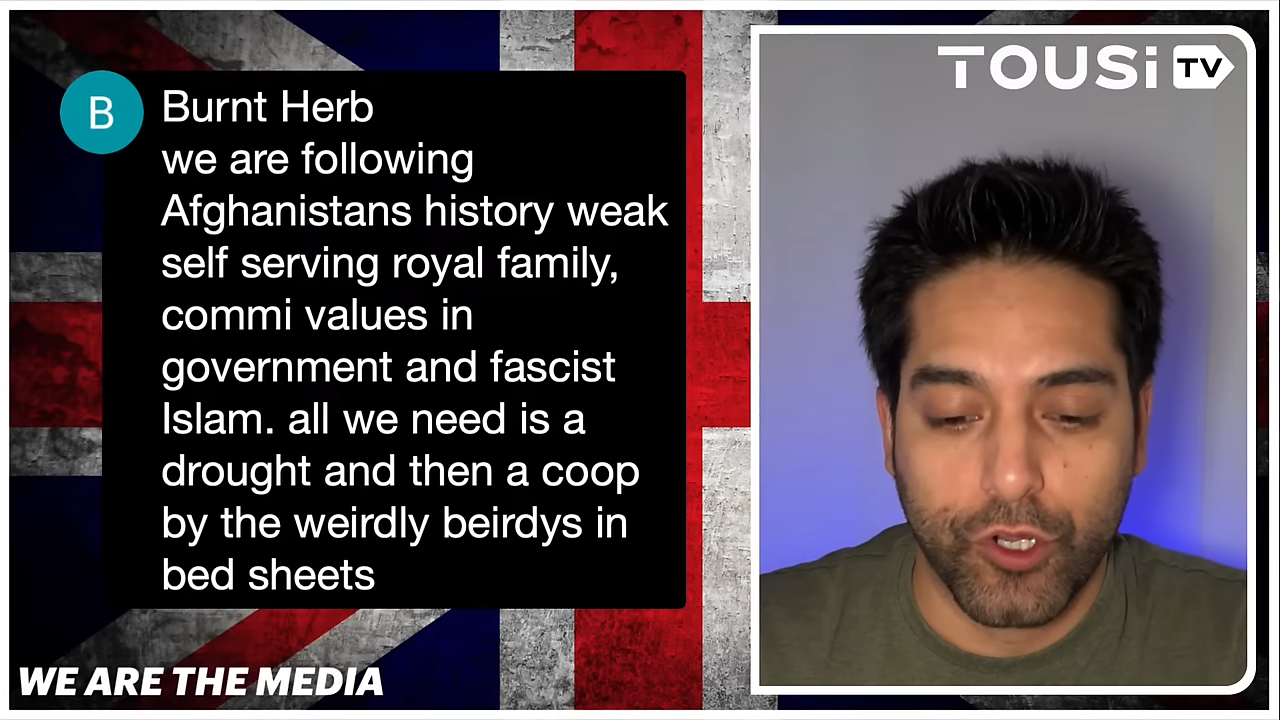 TOUSi TV
B
Burnt Herb
we are following
Afghanistans history weak
self serving royal family,
commi values in
government and fascist
Islam. all we need is a
drought and then a coop
by the weirdly beirdys in
bed sheets
WE ARE THE MEDIA